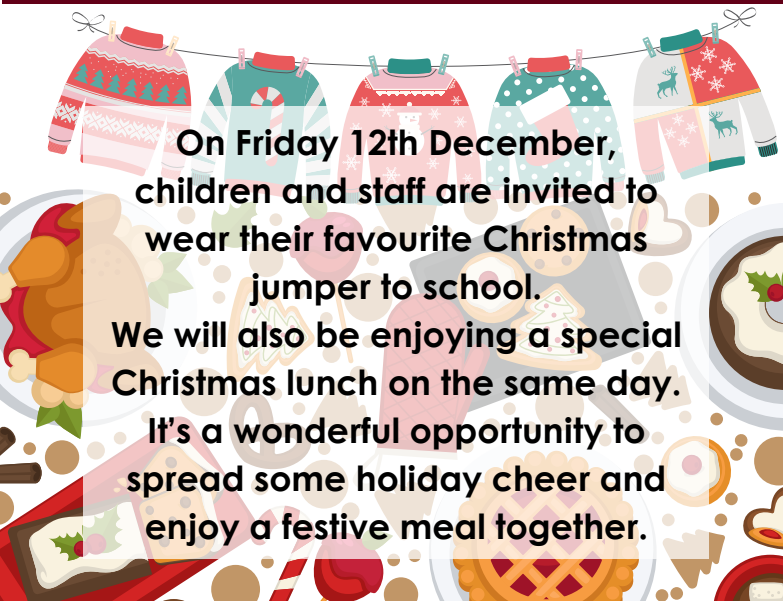 On Friday 12th December,
children and staff are invited to
wear their favourite Christmas
jumper to school.
We will also be enjoying a special
Christmas lunch on the same day.
It’s a wonderful opportunity to
spread some holiday cheer and
enjoy a festive meal together.